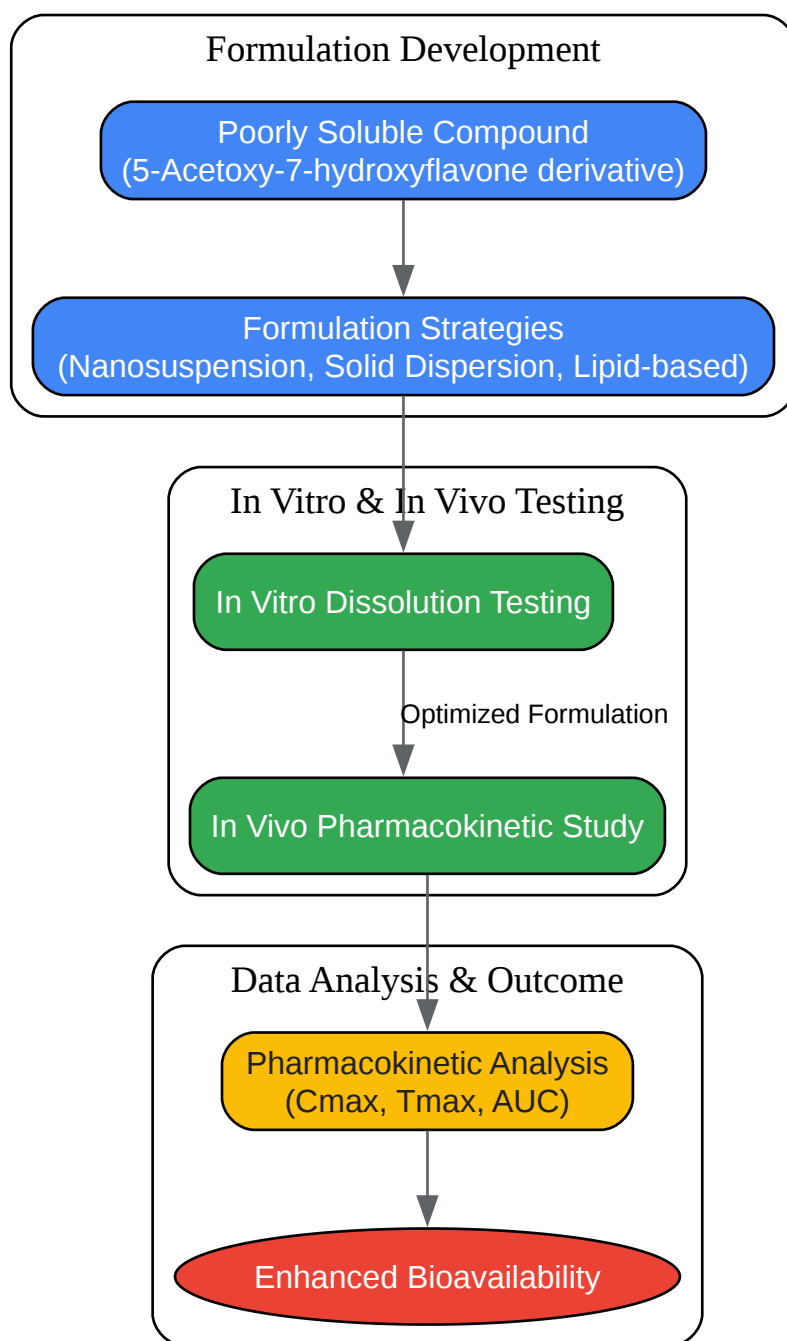 Formulation Development
Poorly Soluble Compound
(5-Acetoxy-7-hydroxyflavone derivative)
Formulation Strategies
(Nanosuspension, Solid Dispersion, Lipid-based)
In Vitro & In Vivo Testing
In Vitro Dissolution Testing
Optimized Formulation
In Vivo Pharmacokinetic Study
Data Analysis & Outcome
Pharmacokinetic Analysis
(Cmax, Tmax, AUC)
Enhanced Bioavailability